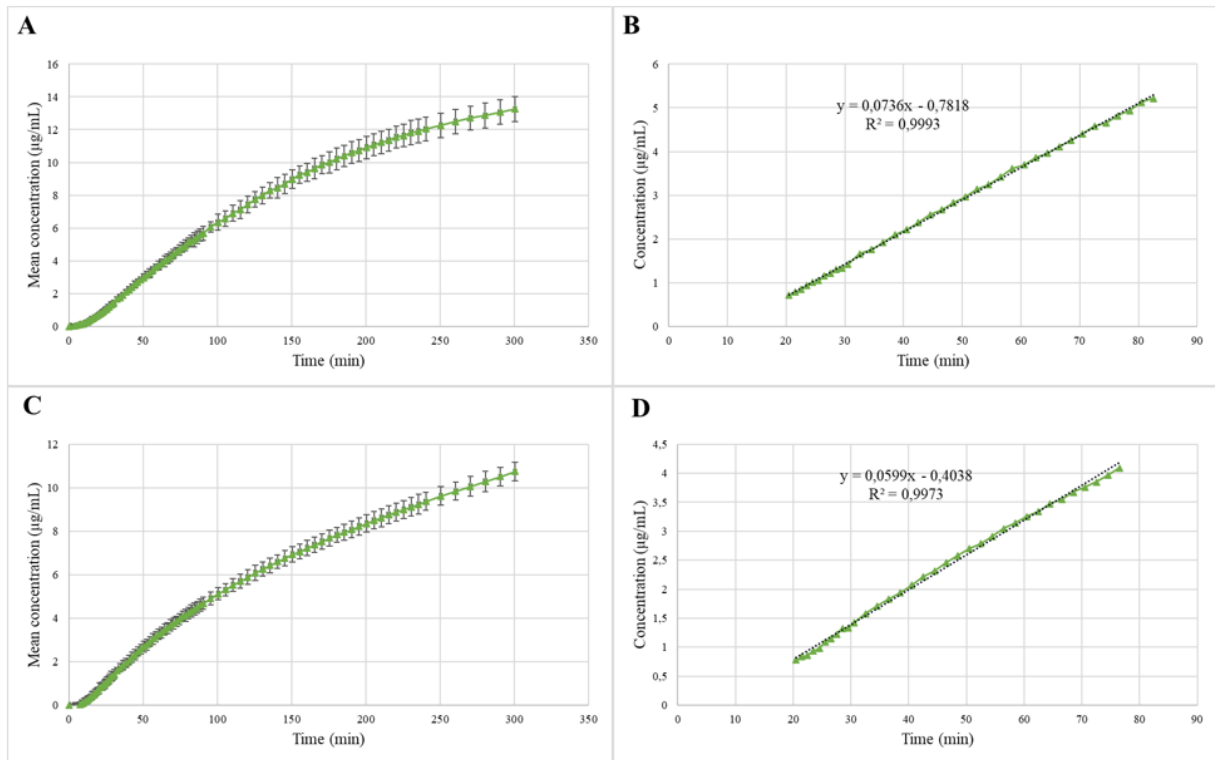 A
Mean concentration (µg/mL)
16
14
12
10
8
6
4
2
0
0 50 100 150 200 250 300 350
Time (min)
B
Concentration (µg/mL)
6
5
4
3
2
1
0
y = 0,0736x - 0,7818
R² = 0,9993
0 10 20 30 40 50 60 70 80 90
Time (min)
C
Mean concentration (µg/mL)
12
10
8
6
4
2
0
0 50 100 150 200 250 300 350
Time (min)
D
Concentration (µg/mL)
4,5
4
3,5
3
2,5
2
1,5
1
0,5
0
y = 0,0599x - 0,4038
R² = 0,9973
0 10 20 30 40 50 60 70 80 90
Time (min)